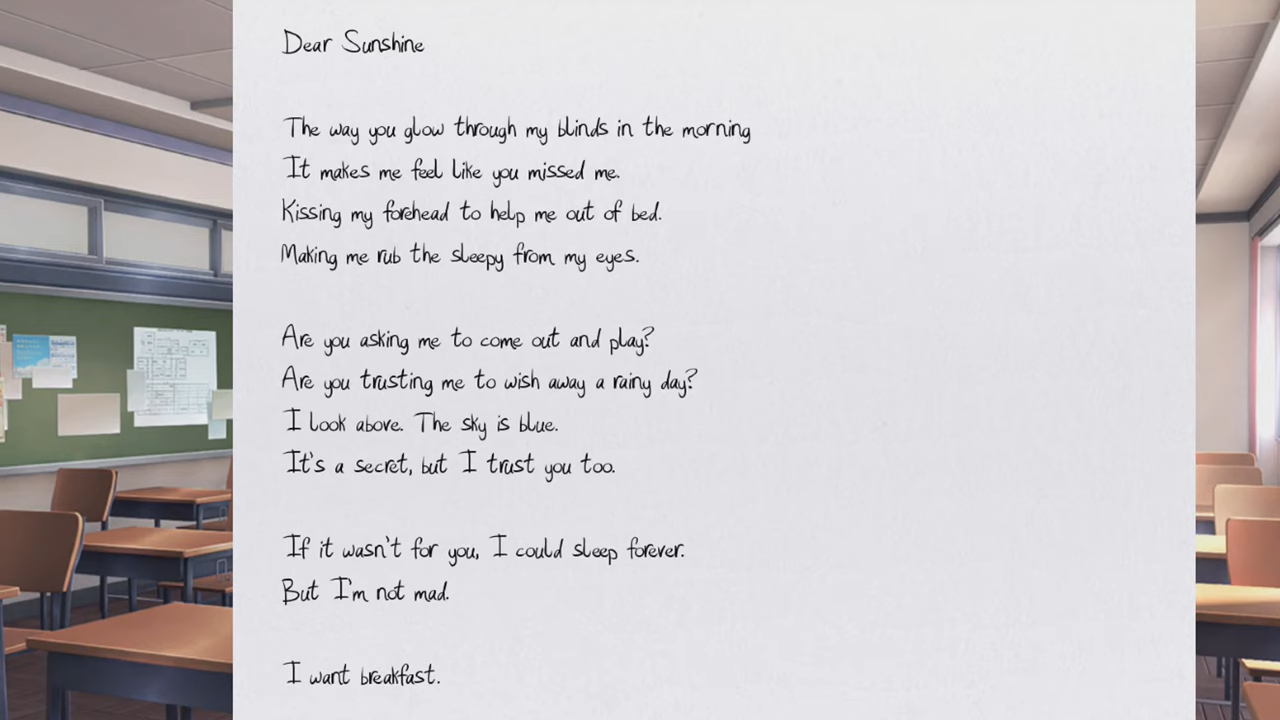 Dear Sunshine
The way you glow through my blinds in the morning
It makes me feel like you missed me.
Kissing my forehead to help me out of bed.
Making me rub the sleepy from my eyes.
Are you asking me to come out and play?
Are you trusting me to wish away a rainy day?
I look above. The sky is blue.
It's a secret, but I trust you too.
If it wasn't for you, I could sleep forever.
But I'm not mad.
I want breakfast.